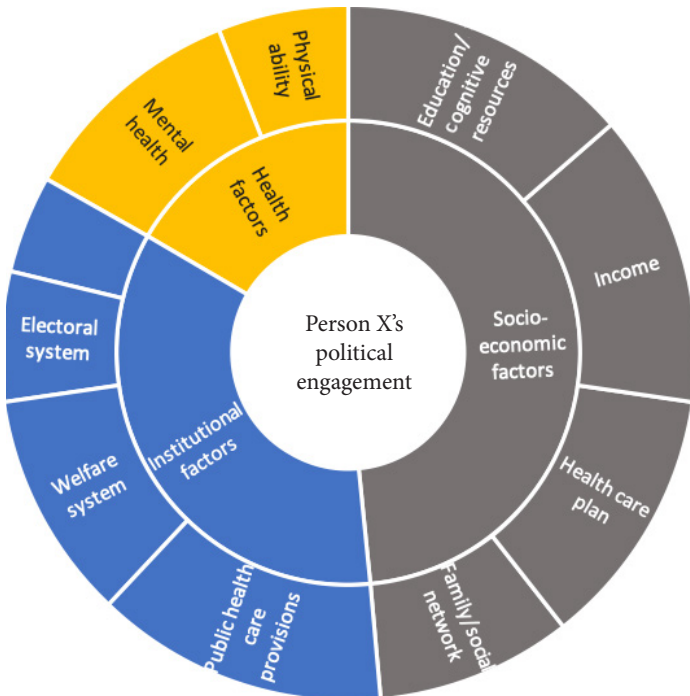 Person X's
political
engagement
Socio-
economic
factors
Education/
cognitive
resources
Income
Health care
plan
Family/social
network
Institutional
factors
Public health
care
provisions
Welfare
system
Electoral
system
Health
factors
Mental
health
Physical
ability